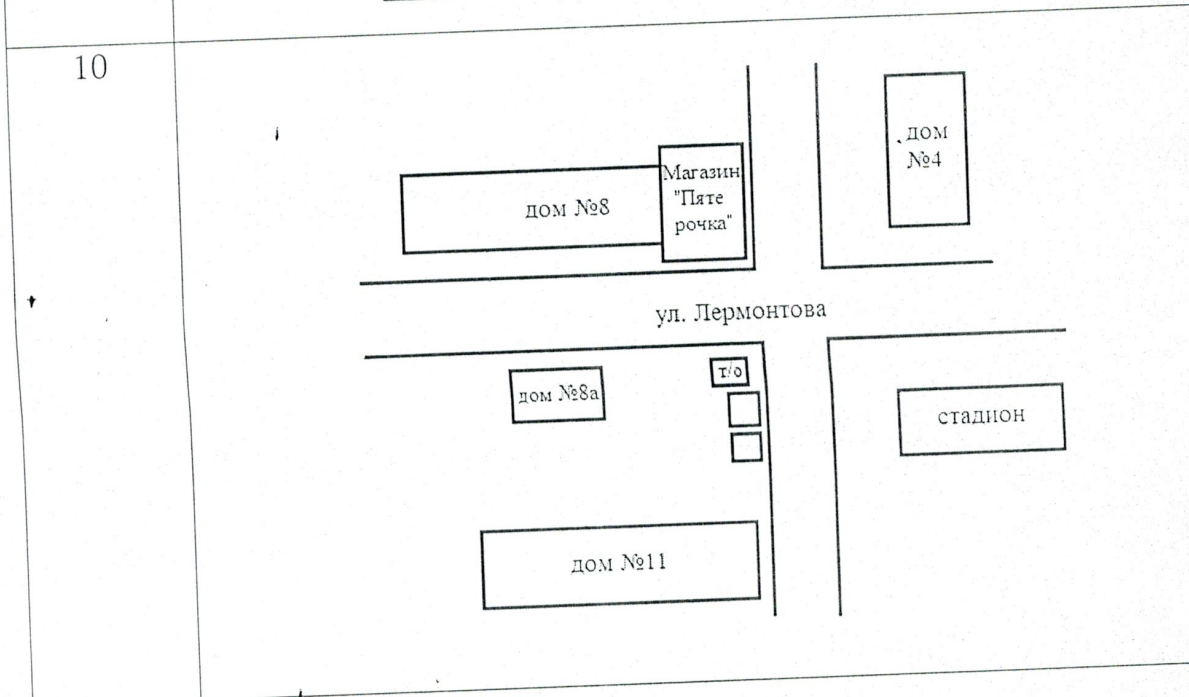 10
дом
№4
Магазин
"Пяте
рочка"
дом №8
ул. Лермонтова
т/о
дом №8а
стадион
дом №11